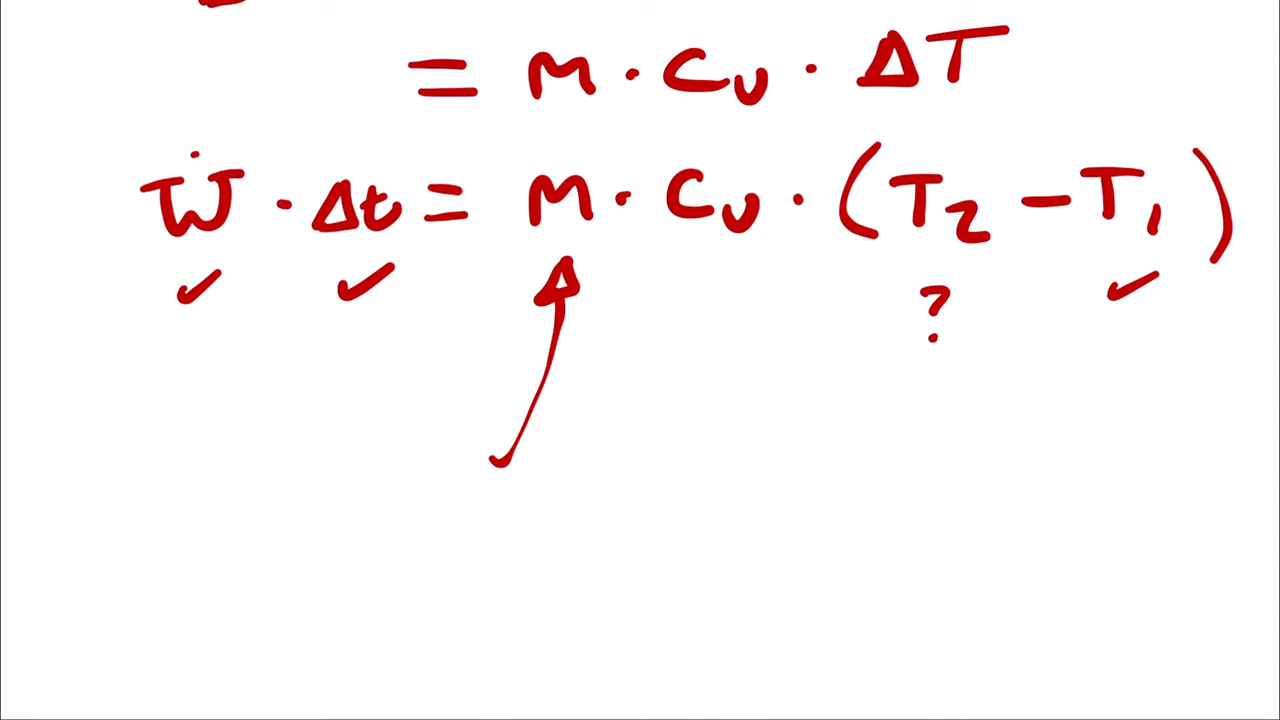 = m · Cv · ΔT
Ẇ · Δt = m · Cv · (T2 - T1)
?